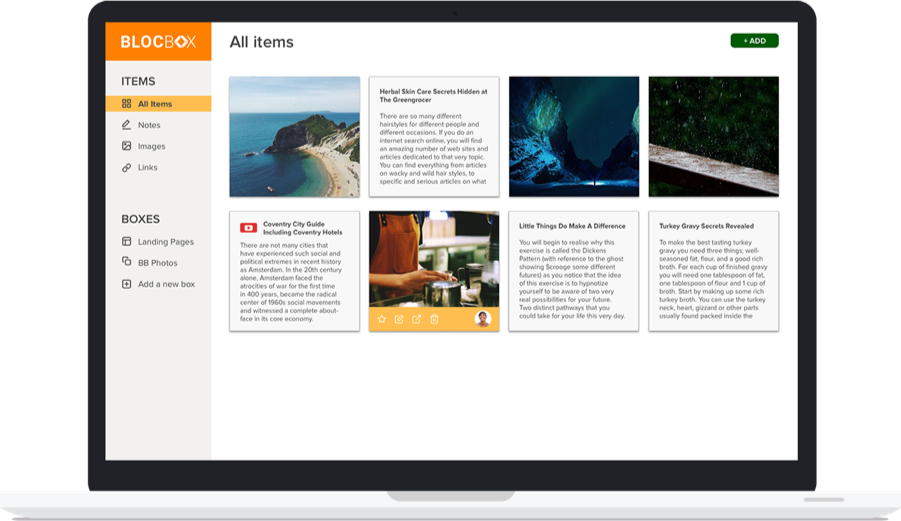 BLOCBOX
All items
+ ADD
ITEMS
All Items
Notes
Images
Links
BOXES
Landing Pages
BB Photos
Add a new box
Herbal Skin Care Secrets Hidden at
The Greengrocer
There are so many different
hairstyles for different people and
different occasions. If you do an
internet search online, you will find
an amazing number of web sites and
articles dedicated to that very topic.
You can find everything from articles
on wacky and wild hair styles, to
specific and serious articles on what
Coventry City Guide
Including Coventry Hotels
There are not many cities that
have experienced such social and
political extremes in recent history
as Amsterdam. In the 20th century
alone, Amsterdam faced the
atrocities of war for the first time
in 400 years, became the radical
center of 1960s social movements
and witnessed a complete about-
face in its core economy.
Little Things Do Make A Difference
You will begin to realise why this
exercise is called the Dickens
Pattern (with reference to the ghost
showing Scrooge some different
futures) as you notice that the idea
of this exercise is to hypnotize
yourself to be aware of two very
real possibilities for your future.
Two distinct pathways that you
could take for your life this very day.
Turkey Gravy Secrets Revealed
To make the best tasting turkey
gravy you need three things; well-
seasoned fat, flour, and a good rich
broth. For each cup of finished gravy
you will need one tablespoon of fat,
one tablespoon of flour and 1 cup of
broth. Start by making up some rich
turkey broth. You can use the turkey
neck, heart, gizzard or other parts
usually found packed inside the